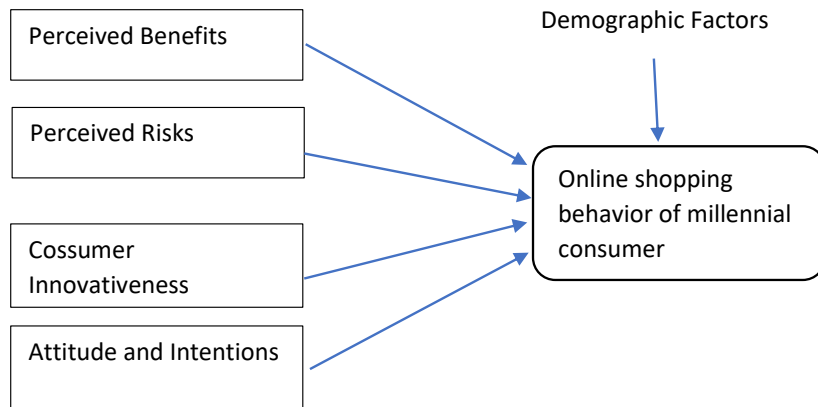 Perceived Benefits
Demographic Factors
Perceived Risks
Online shopping
behavior of millennial
consumer
Cossumer
Innovativeness
Attitude and Intentions